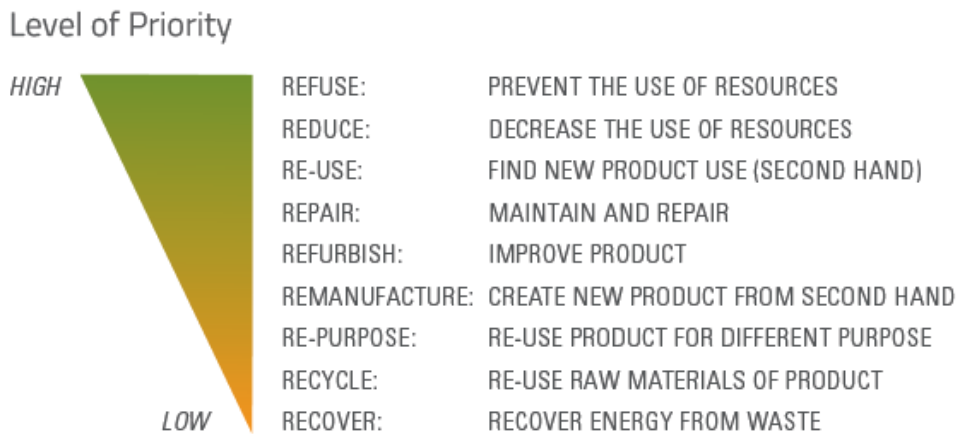 Level of Priority
HIGH REFUSE: PREVENT THE USE OF RESOURCES
REDUCE: DECREASE THE USE OF RESOURCES
RE-USE: FIND NEW PRODUCT USE (SECOND HAND)
REPAIR: MAINTAIN AND REPAIR
REFURBISH: IMPROVE PRODUCT
REMANUFACTURE: CREATE NEW PRODUCT FROM SECOND HAND
RE-PURPOSE: RE-USE PRODUCT FOR DIFFERENT PURPOSE
RECYCLE: RE-USE RAW MATERIALS OF PRODUCT
LOW RECOVER: RECOVER ENERGY FROM WASTE